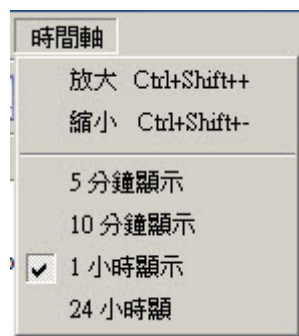 時間軸
放大 Ctrl+Shift++
縮小 Ctrl+Shift+-
5 分鐘顯示
10 分鐘顯示
1 小時顯示
24 小時顯